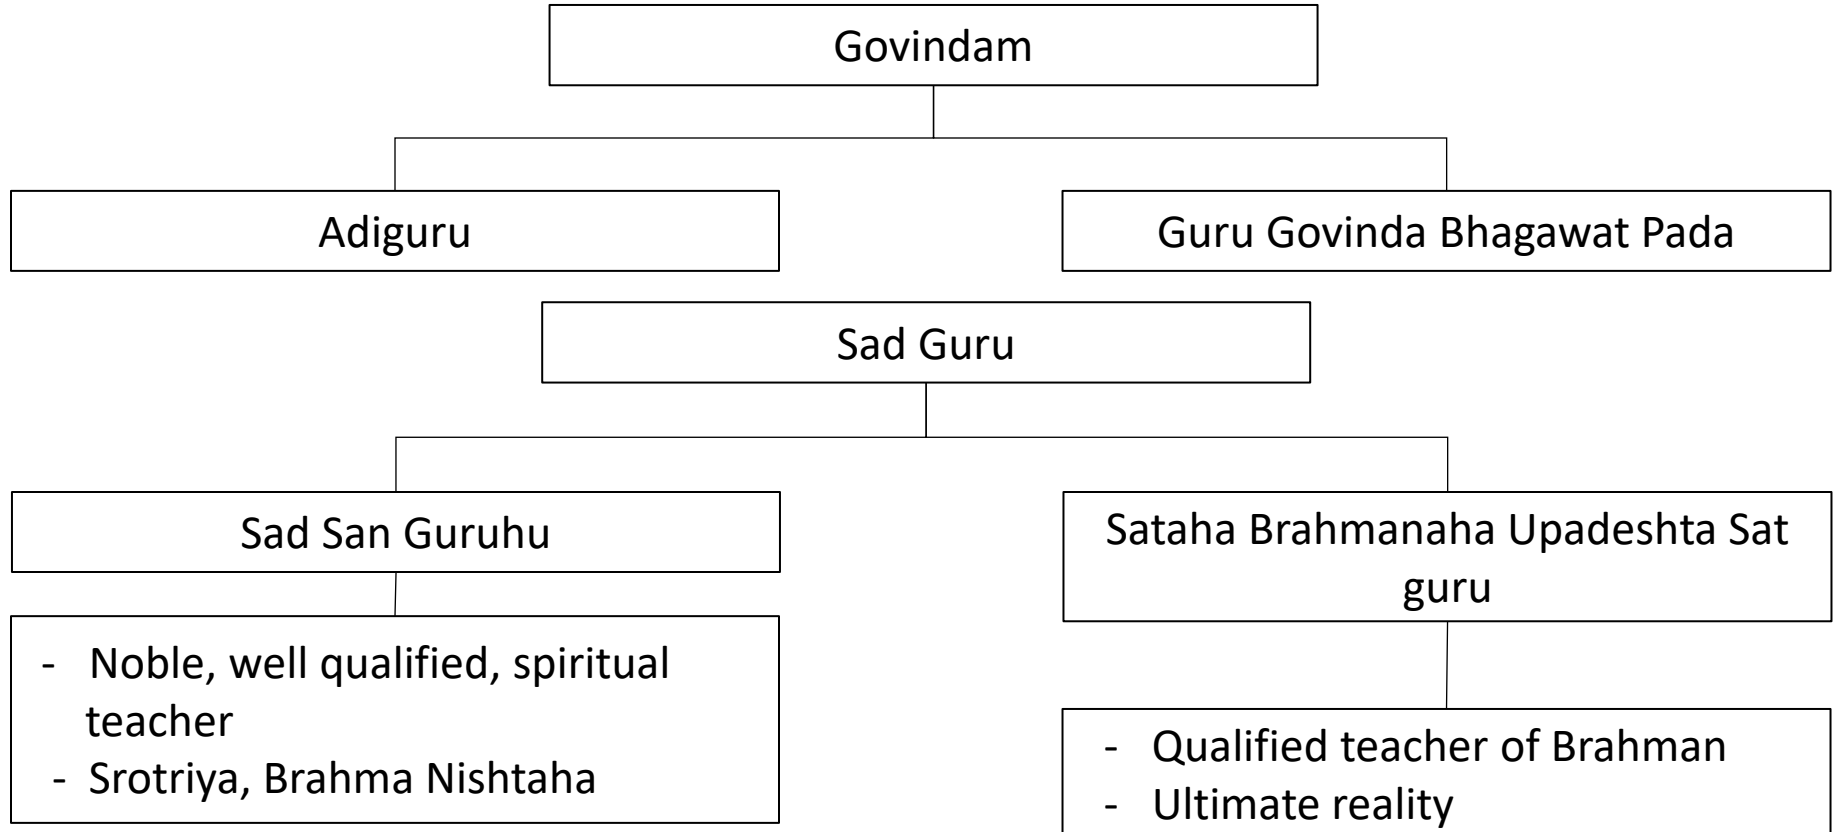 Govindam
Adiguru
Guru Govinda Bhagawat Pada
Sad Guru
Sad San Guruhu
Sataha Brahmanaha Upadeshta Sat
guru
- Noble, well qualified, spiritual
teacher
- Srotriya, Brahma Nishtaha
- Qualified teacher of Brahman
- Ultimate reality